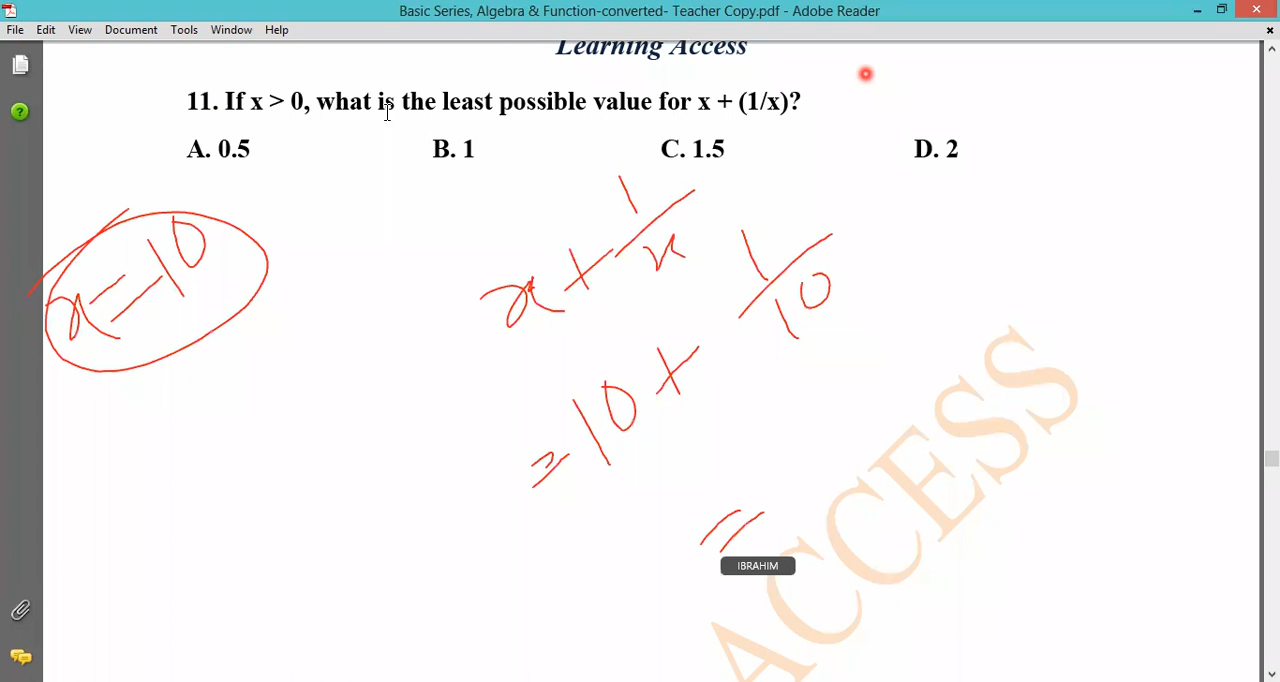 Basic Series, Algebra & Function-converted- Teacher Copy.pdf - Adobe Reader
File Edit View Document Tools Window Help
Learning Access
11. If x > 0, what is the least possible value for x + (1/x)?
A. 0.5 B. 1 C. 1.5 D. 2
x = 10
x + 1/x
= 10 + 1/10
=
IBRAHIM
ACCESS